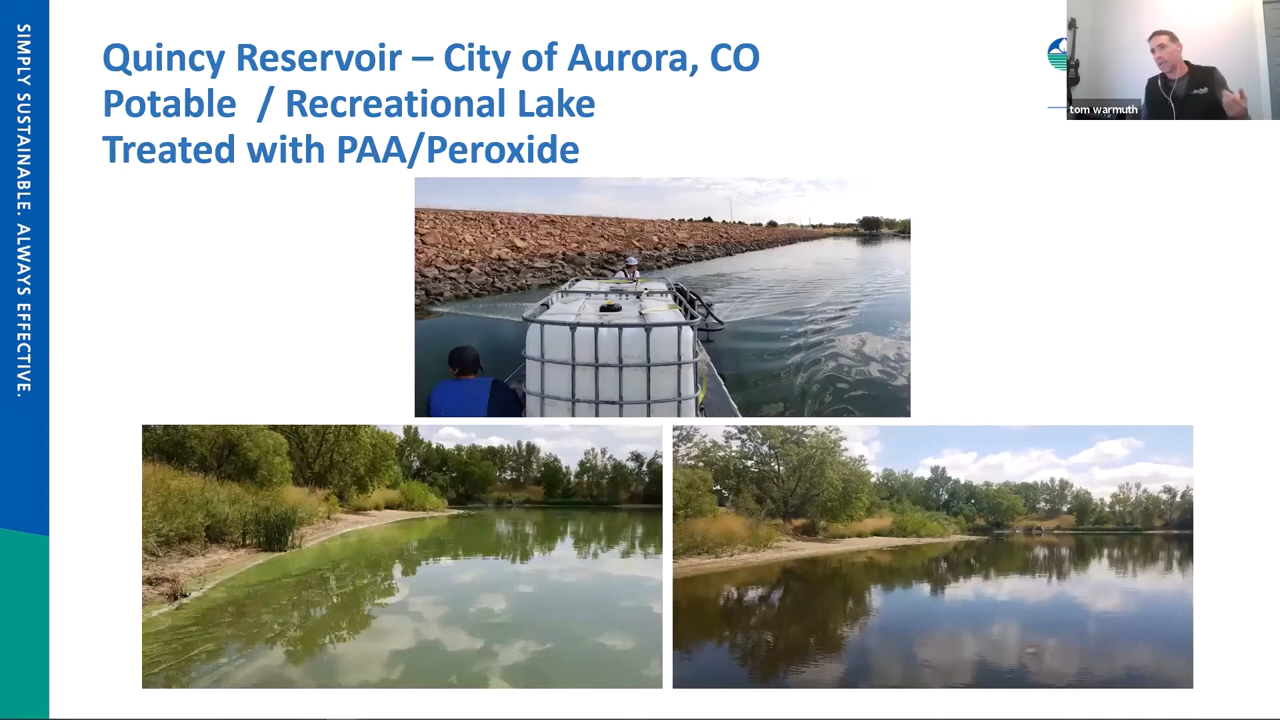 SIMPLY SUSTAINABLE. ALWAYS EFFECTIVE.
Quincy Reservoir – City of Aurora, CO
Potable / Recreational Lake
Treated with PAA/Peroxide
tom warmuth